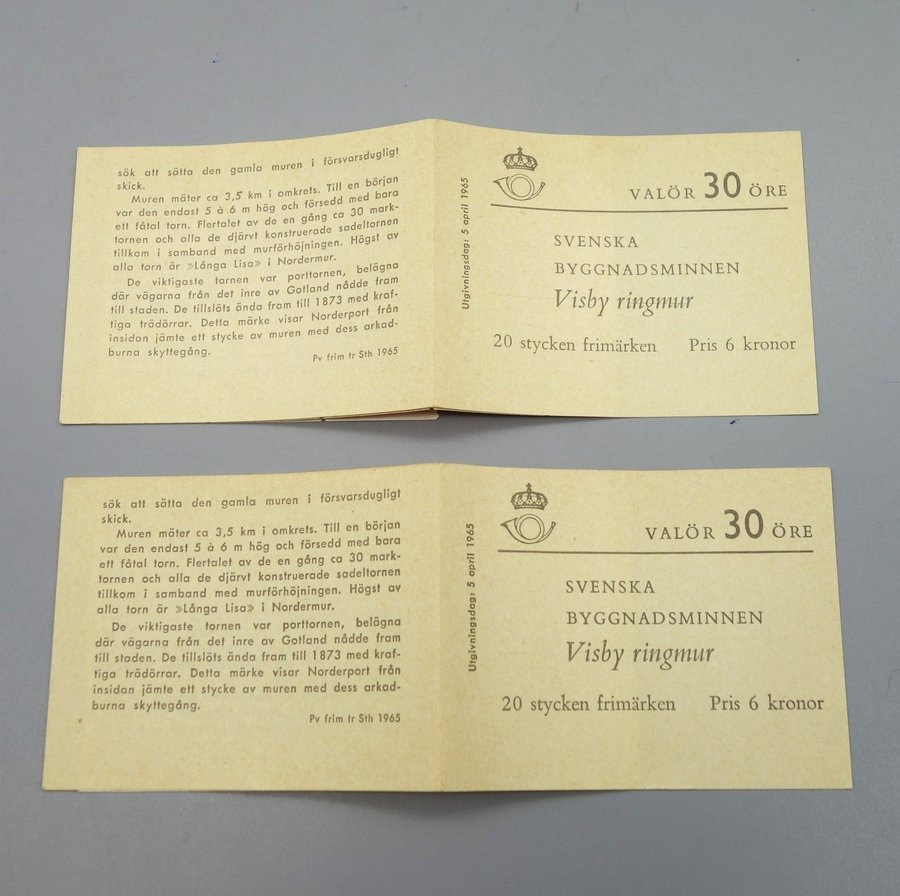 sök att sätta den gamla muren i försvarsdugligt
skick.
Muren mäter ca 3,5 km i omkrets. Till en början
var den endast 5 à 6 m hög och försedd med bara
ett fåtal torn. Flertalet av de en gång ca 30 mark-
tornen och alla de djärvt konstruerade sadeltornen
tillkom i samband med murförhöjningen. Högst av
alla torn är »Långa Lisa» i Nordermur.
De viktigaste tornen var porttornen, belägna
där vägarna från det inre av Gotland nådde fram
till staden. De tillslöts ända fram till 1873 med kraf-
tiga trädörrar. Detta märke visar Norderport från
insidan jämte ett stycke av muren med dess arkad-
burna skyttegång.
Pv frim tr Sth 1965
Utgivningsdag: 5 april 1965
VALÖR 30 ÖRE
SVENSKA
BYGGNADSMINNEN
Visby ringmur
20 stycken frimärken Pris 6 kronor
sök att sätta den gamla muren i försvarsdugligt
skick.
Muren mäter ca 3,5 km i omkrets. Till en början
var den endast 5 à 6 m hög och försedd med bara
ett fåtal torn. Flertalet av de en gång ca 30 mark-
tornen och alla de djärvt konstruerade sadeltornen
tillkom i samband med murförhöjningen. Högst av
alla torn är »Långa Lisa» i Nordermur.
De viktigaste tornen var porttornen, belägna
där vägarna från det inre av Gotland nådde fram
till staden. De tillslöts ända fram till 1873 med kraf-
tiga trädörrar. Detta märke visar Norderport från
insidan jämte ett stycke av muren med dess arkad-
burna skyttegång.
Pv frim tr Sth 1965
Utgivningsdag: 5 april 1965
VALÖR 30 ÖRE
SVENSKA
BYGGNADSMINNEN
Visby ringmur
20 stycken frimärken Pris 6 kronor